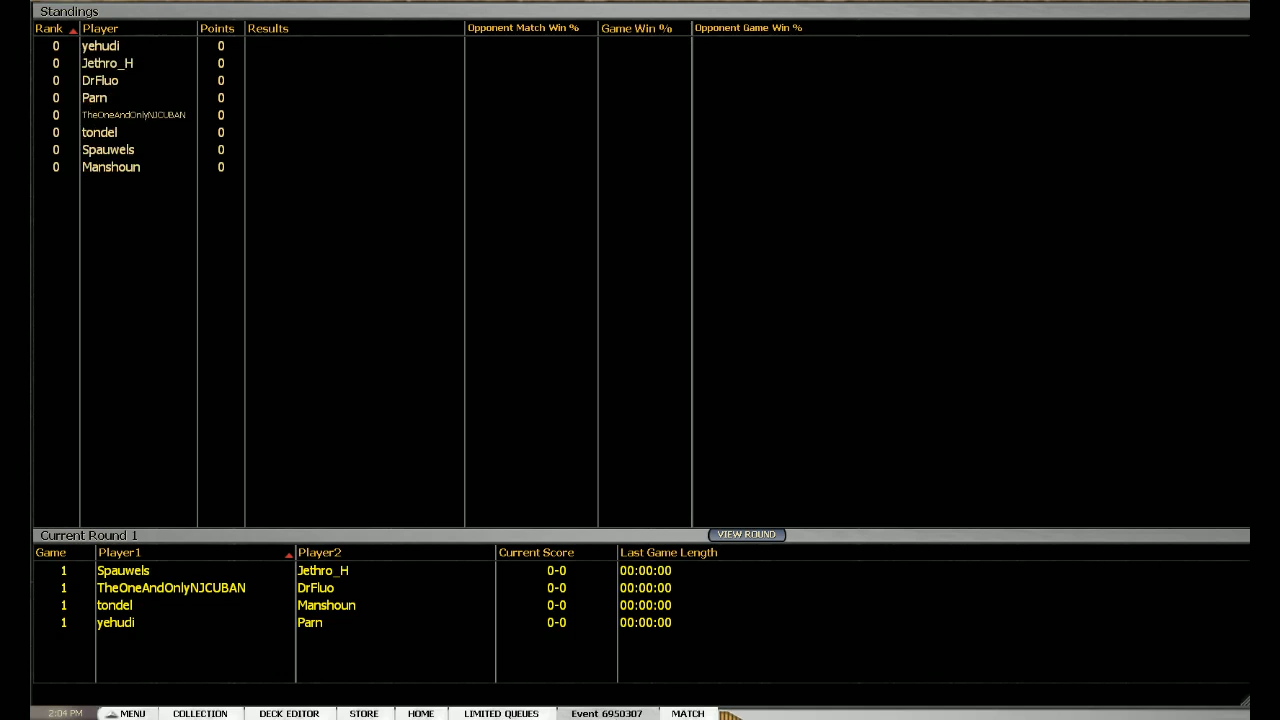 Standings
Rank Player Points Results Opponent Match Win % Game Win % Opponent Game Win %
0 yehudi 0
0 Jethro_H 0
0 DrFluo 0
0 Parn 0
0 TheOneAndOnlyNJCUBAN 0
0 tondel 0
0 Spauwels 0
0 Manshoun 0
Current Round 1 VIEW ROUND
Game Player1 Player2 Current Score Last Game Length
1 Spauwels Jethro_H 0-0 00:00:00
1 TheOneAndOnlyNJCUBAN DrFluo 0-0 00:00:00
1 tondel Manshoun 0-0 00:00:00
1 yehudi Parn 0-0 00:00:00
2:04 PM MENU COLLECTION DECK EDITOR STORE HOME LIMITED QUEUES Event 6950307 MATCH